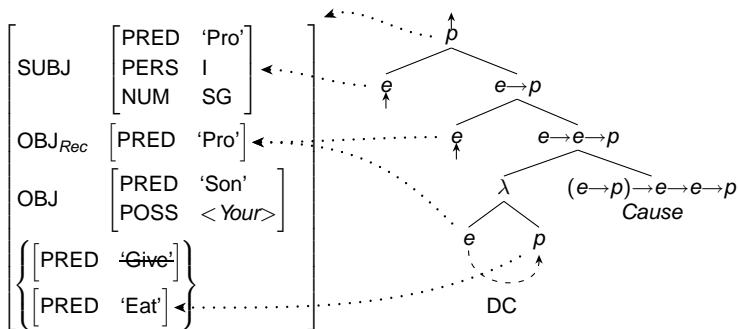 p
[PRED 'Pro']
SUBJ [PERS I]
[NUM SG]
e e→p
OBJ_Rec [PRED 'Pro'] e e→e→p
[PRED 'Son']
OBJ [POSS <Your>]
λ (e→p)→e→e→p
Cause
e p
[PRED 'Give']
[PRED 'Eat']
DC